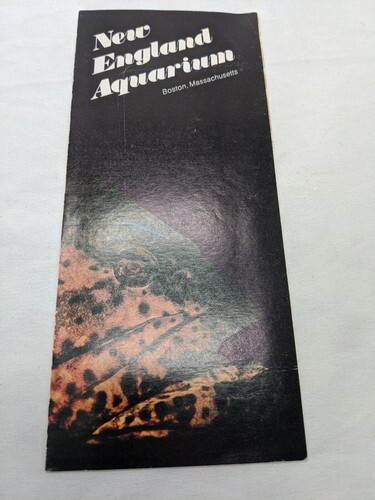 New
England
Aquarium
Boston, Massachusetts